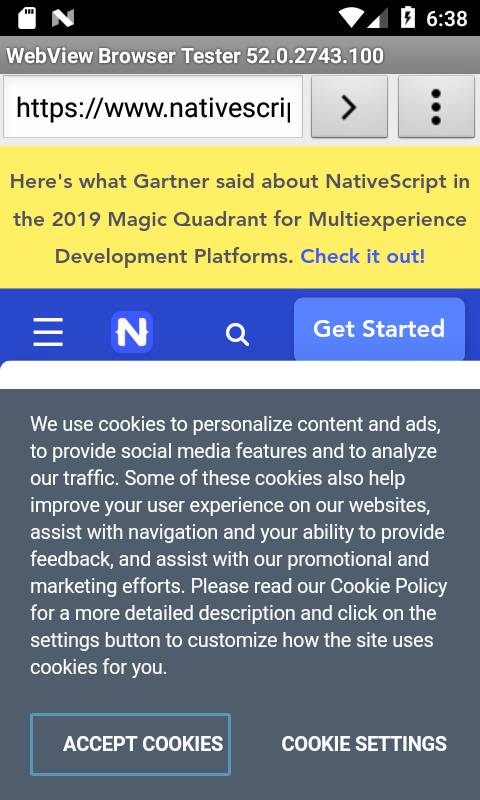 6:38
WebView Browser Tester 52.0.2743.100
https://www.nativescrip
Here's what Gartner said about NativeScript in
the 2019 Magic Quadrant for Multiexperience
Development Platforms. Check it out!
N
Get Started
We use cookies to personalize content and ads,
to provide social media features and to analyze
our traffic. Some of these cookies also help
improve your user experience on our websites,
assist with navigation and your ability to provide
feedback, and assist with our promotional and
marketing efforts. Please read our Cookie Policy
for a more detailed description and click on the
settings button to customize how the site uses
cookies for you.
ACCEPT COOKIES COOKIE SETTINGS